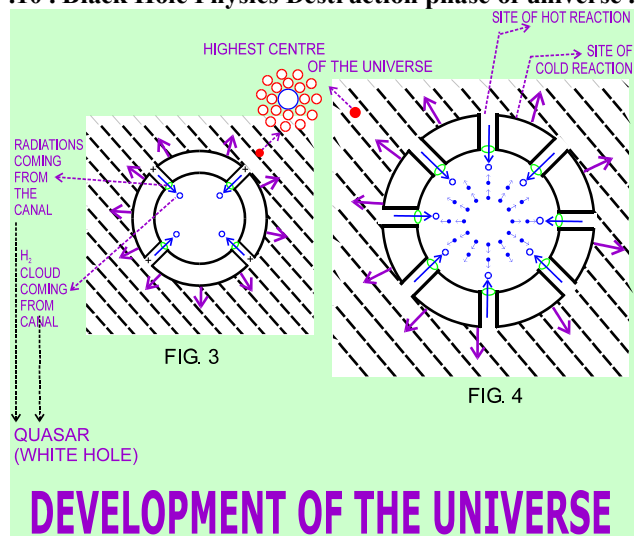 .10 . Black Hole Physics Destruction phase of universe .
SITE OF HOT REACTION
HIGHEST CENTRE
OF THE UNIVERSE
SITE OF
COLD REACTION
RADIATIONS
COMING
FROM
THE
CANAL
H₂
CLOUD
COMING
FROM
CANAL
FIG. 3
FIG. 4
QUASAR
(WHITE HOLE)
DEVELOPMENT OF THE UNIVERSE